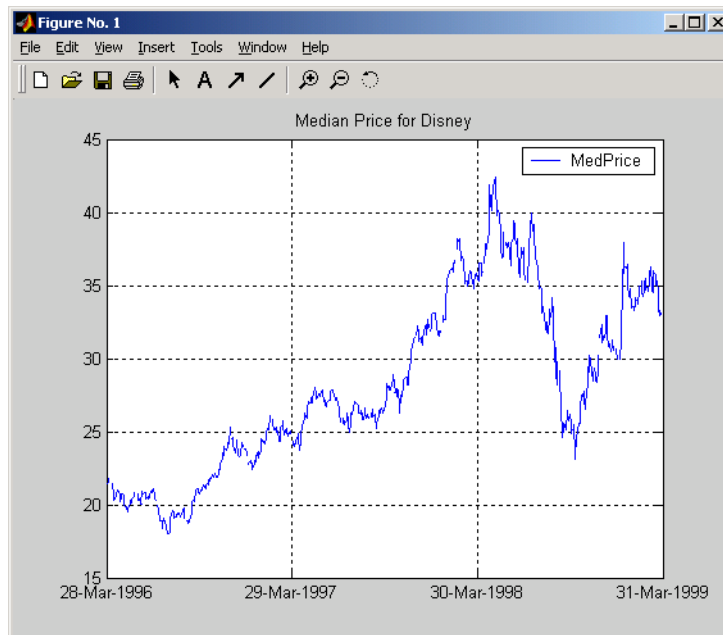 Figure No. 1
File Edit View Insert Tools Window Help
A
Median Price for Disney
MedPrice
45
40
35
30
25
20
15
28-Mar-1996 29-Mar-1997 30-Mar-1998 31-Mar-1999